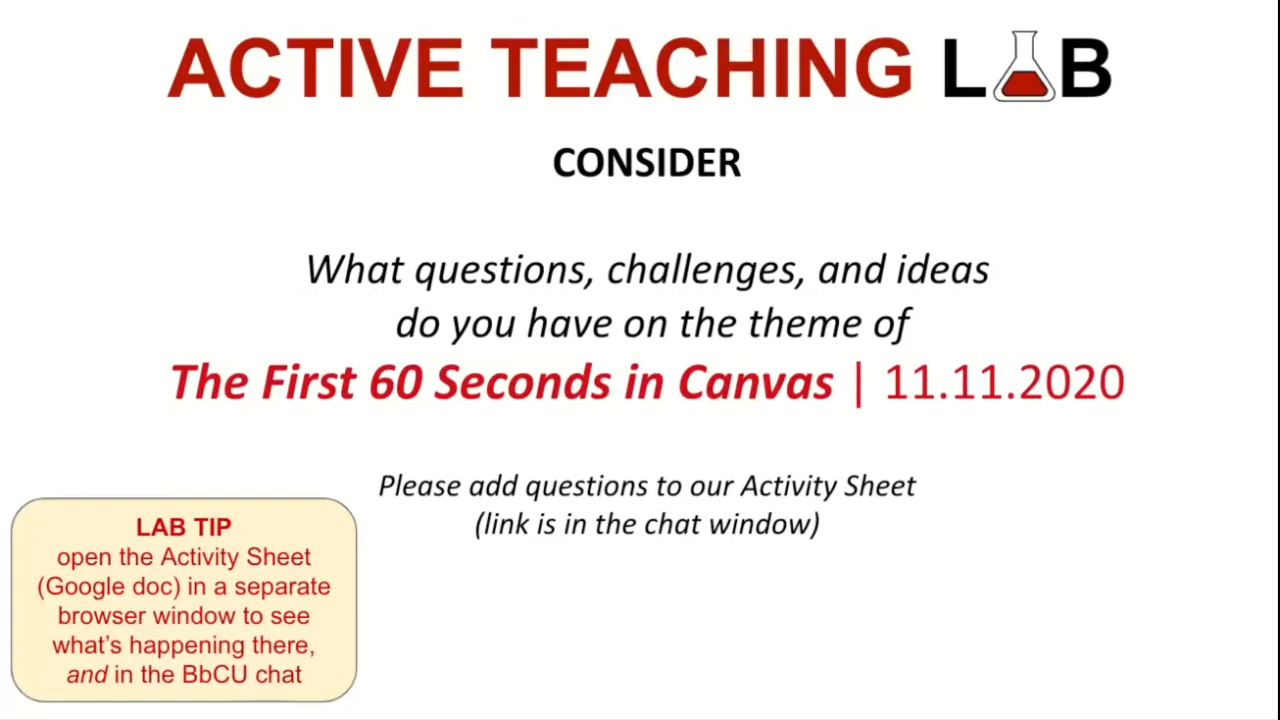 ACTIVE TEACHING LAB
CONSIDER
What questions, challenges, and ideas
do you have on the theme of
The First 60 Seconds in Canvas | 11.11.2020
Please add questions to our Activity Sheet
(link is in the chat window)
LAB TIP
open the Activity Sheet
(Google doc) in a separate
browser window to see
what's happening there,
and in the BbCU chat